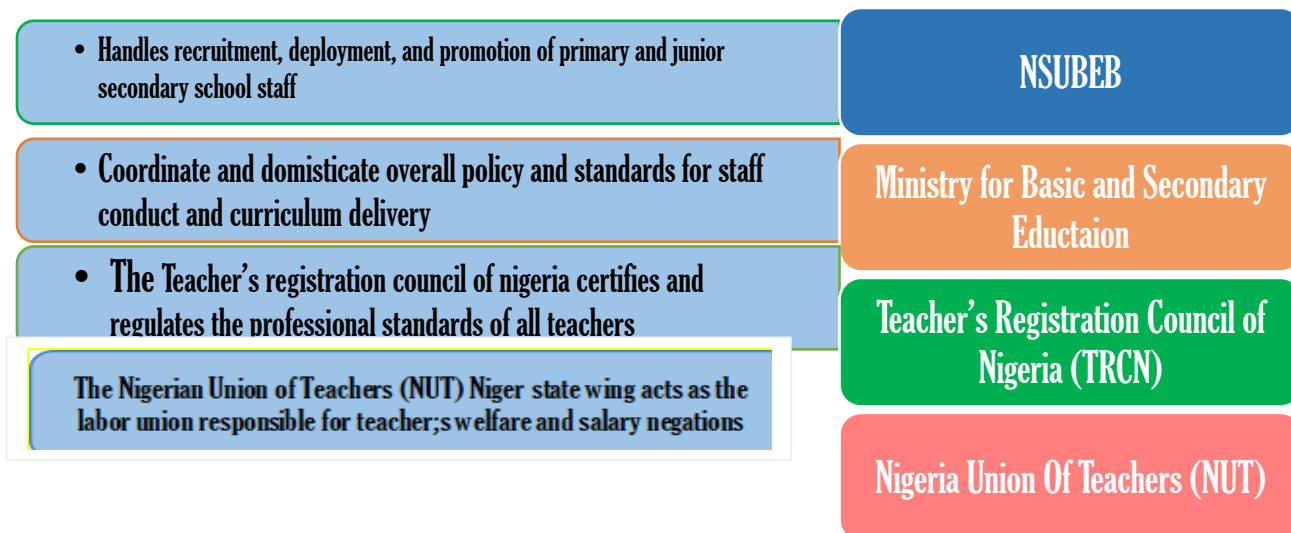 • Handles recruitment, deployment, and promotion of primary and junior
secondary school staff
NSUBEB
• Coordinate and domisticate overall policy and standards for staff
conduct and curriculum delivery
Ministry for Basic and Secondary
Eductaion
• The Teacher’s registration council of nigeria certifies and
regulates the professional standards of all teachers
Teacher’s Registration Council of
Nigeria (TRCN)
The Nigerian Union of Teachers (NUT) Niger state wing acts as the
labor union responsible for teacher;s welfare and salary negations
Nigeria Union Of Teachers (NUT)